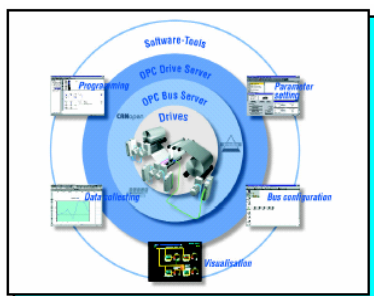 Software-Tools
OPC Drive Server
Programming
Parameter
setting
OPC Bus Server
Drives
Data collecting
Bus configuration
Visualisation